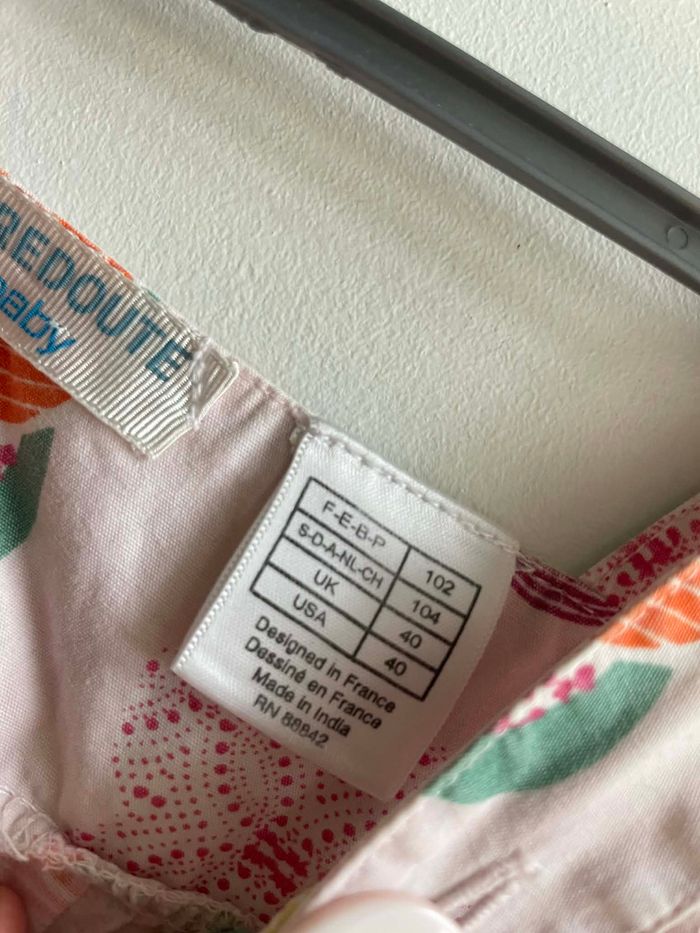 REDOUTE
baby
F-E-B-P 102
S-D-A-NL-CH 104
UK 40
USA 40
Designed in France
Dessiné en France
Made in India
RN 88842